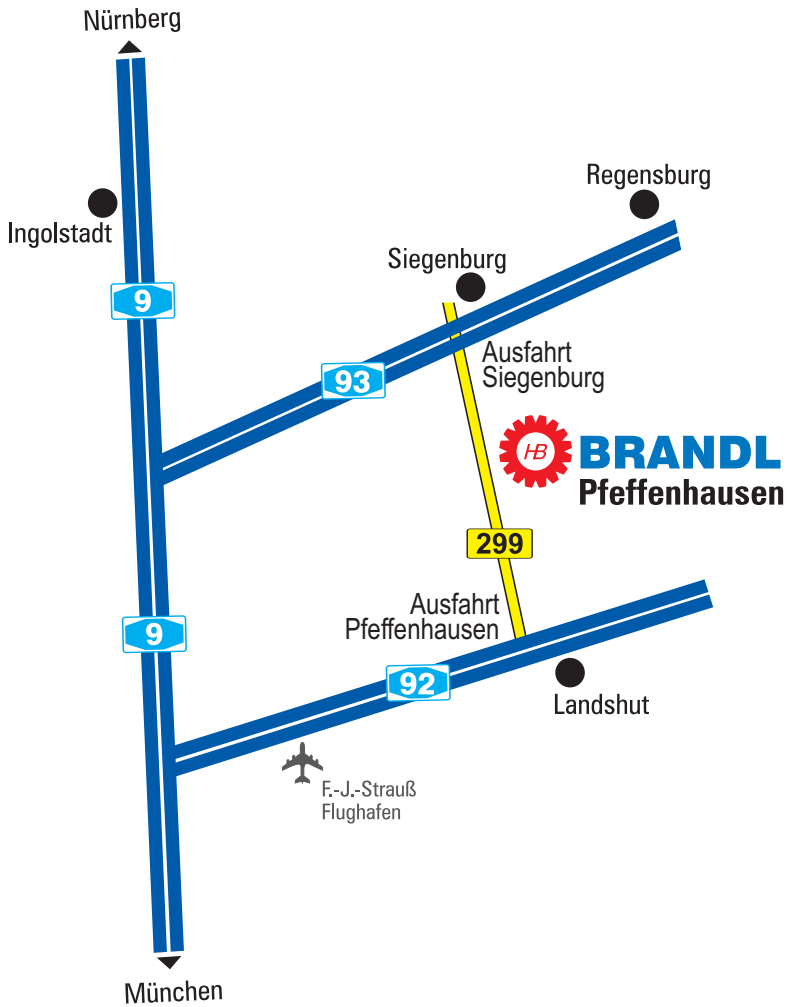 Nürnberg
Regensburg
Ingolstadt
Siegenburg
9
Ausfahrt
Siegenburg
93
HB
BRANDL
Pfeffenhausen
299
Ausfahrt
Pfeffenhausen
9
92
Landshut
F.-J.-Strauß
Flughafen
München